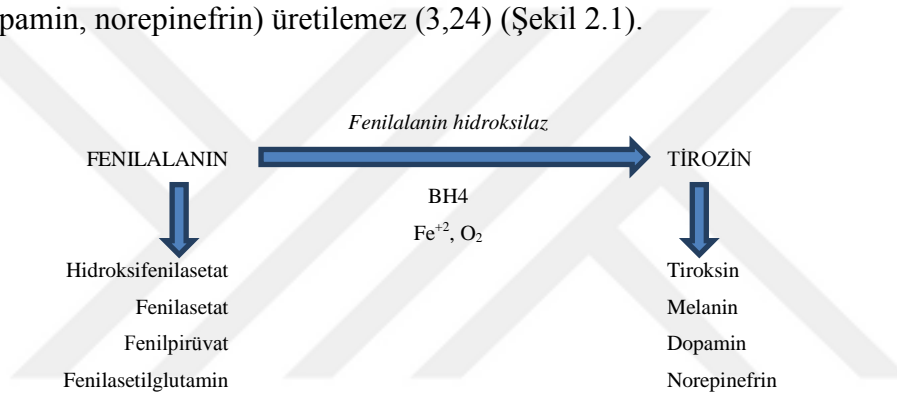 pamin, norepinefrin) üretilemez (3,24) (Şekil 2.1).
Fenilalanin hidroksilaz
FENILALANIN TİROZİN
BH4
Fe+2, O2
Hidroksifenilasetat Tiroksin
Fenilasetat Melanin
Fenilpirüvat Dopamin
Fenilasetilglutamin Norepinefrin